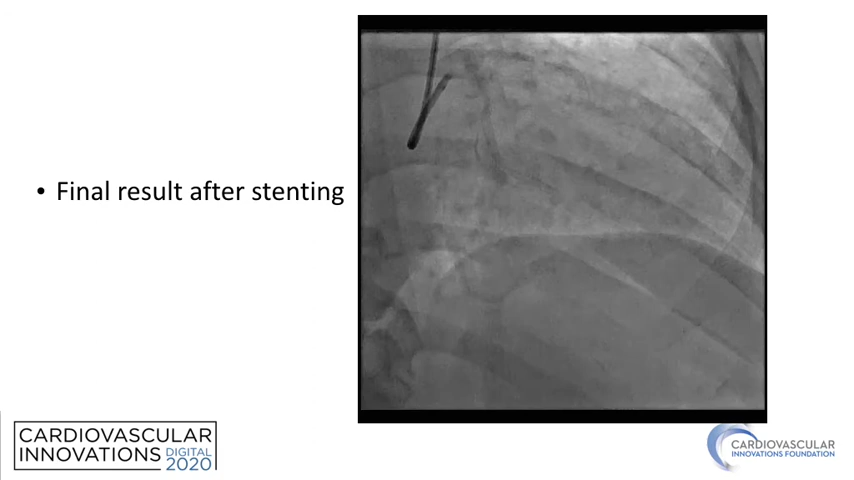 • Final result after stenting
CARDIOVASCULAR
INNOVATIONS DIGITAL
2020
CARDIOVASCULAR
INNOVATIONS FOUNDATION